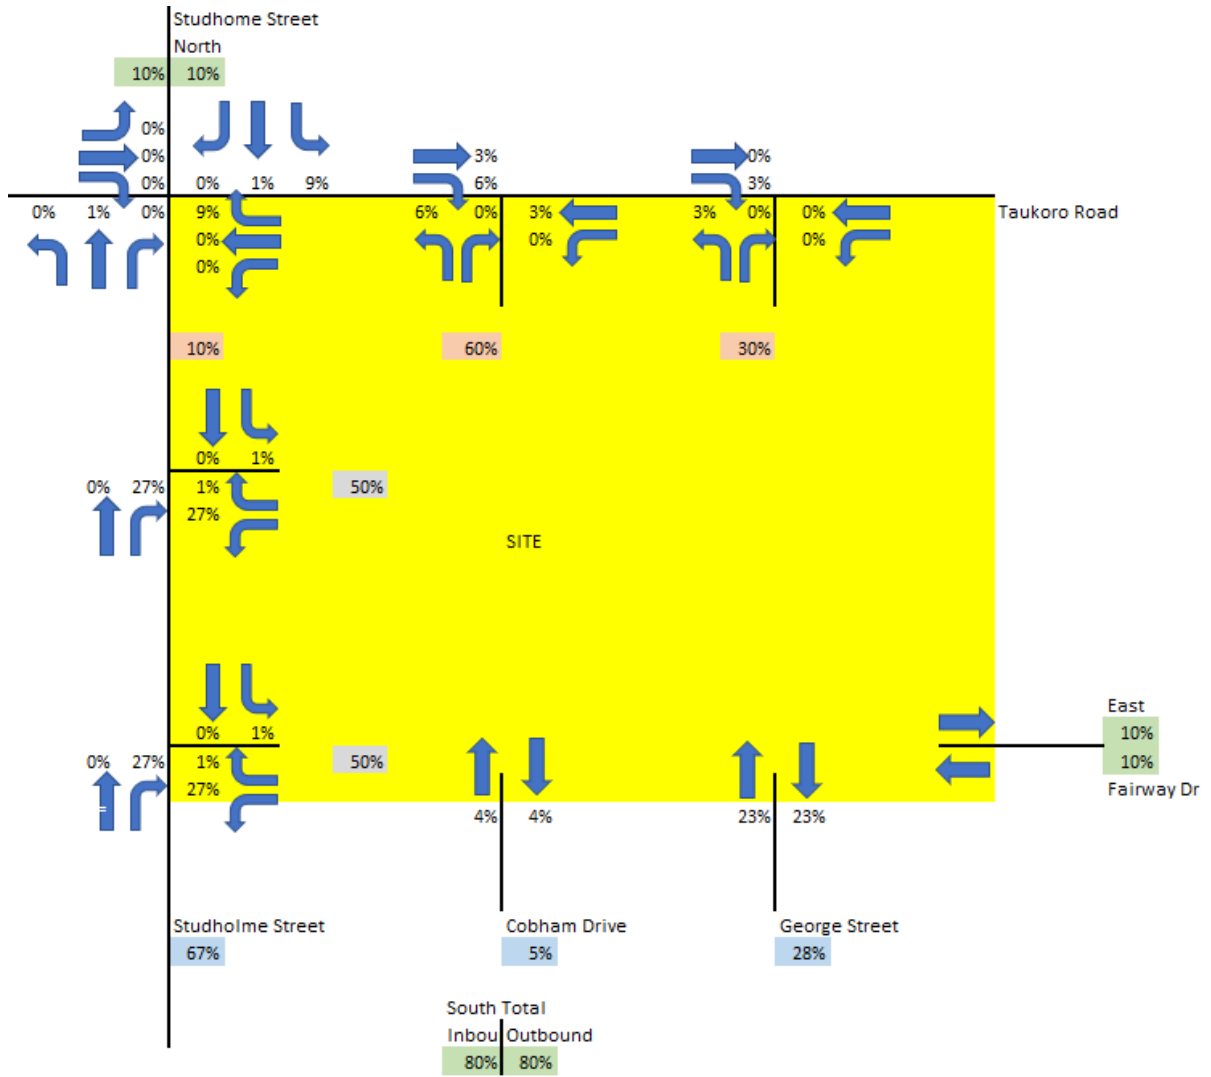 Studhome Street
North
10% 10%
0%
0% 3% 0%
0% 0% 1% 9% 6% 3%
0% 1% 0% 9% 6% 0% 3% 3% 0% 0% Taukoro Road
0% 0% 0%
0%
10% 60% 30%
0% 1%
0% 27% 1% 50%
27%
SITE
0% 1%
0% 27% 1% 50%
27%
=
East
10%
10%
Fairway Dr
4% 4% 23% 23%
Studholme Street Cobham Drive George Street
67% 5% 28%
South Total
Inbou Outbound
80% 80%